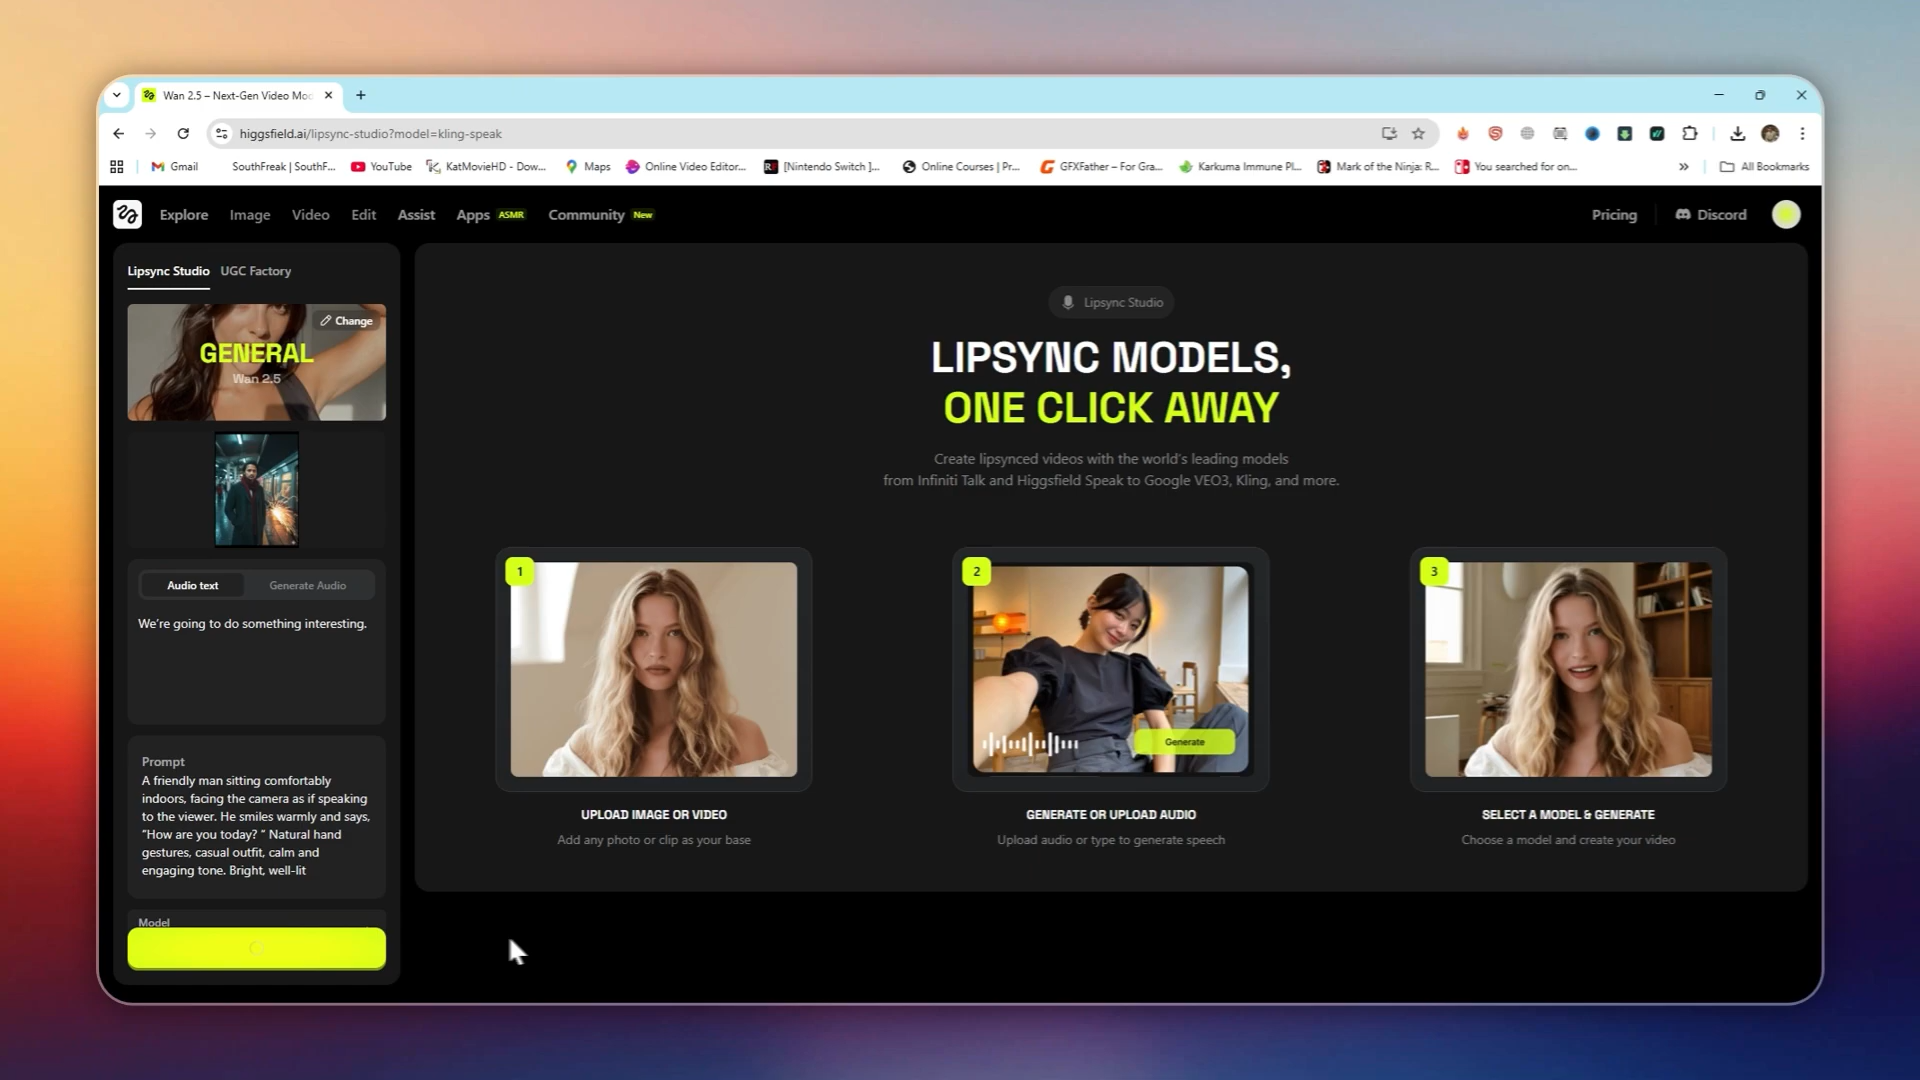 Wan 2.5 – Next-Gen Video Mod
higgsfield.ai/lipsync-studio?model=kling-speak
Gmail
SouthFreak | SouthF...
YouTube
KatMovieHD - Dow...
Maps
Online Video Editor...
[Nintendo Switch ]...
Online Courses | Pr...
GFXFather – For Gra...
Karkuma Immune Pl...
Mark of the Ninja: R...
You searched for on...
All Bookmarks
Explore
Image
Video
Edit
Assist
Apps ASMR
Community New
Pricing
Discord
Lipsync Studio
UGC Factory
Change
GENERAL
Wan 2.5
Audio text
Generate Audio
We're going to do something interesting.
Prompt
A friendly man sitting comfortably
indoors, facing the camera as if speaking
to the viewer. He smiles warmly and says,
“How are you today? ” Natural hand
gestures, casual outfit, calm and
engaging tone. Bright, well-lit
Model
Lipsync Studio
LIPSYNC MODELS,
ONE CLICK AWAY
Create lipsynced videos with the world's leading models
from Infiniti Talk and Higgsfield Speak to Google VEO3, Kling, and more.
1
UPLOAD IMAGE OR VIDEO
Add any photo or clip as your base
2
Generate
GENERATE OR UPLOAD AUDIO
Upload audio or type to generate speech
3
SELECT A MODEL & GENERATE
Choose a model and create your video